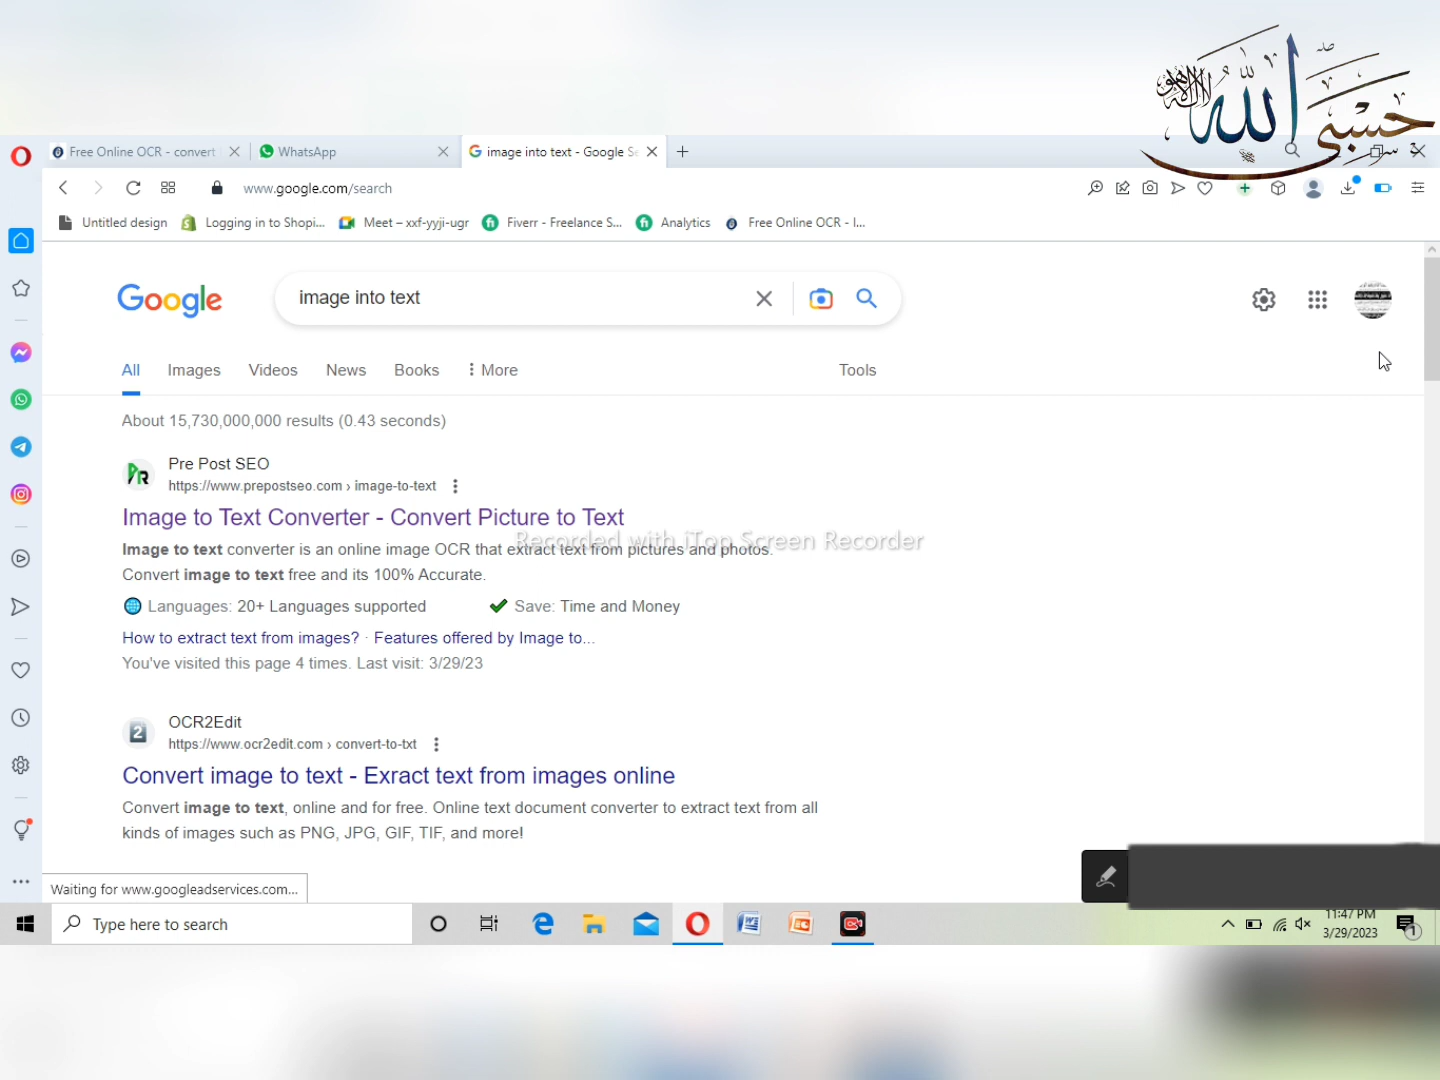 حسبی اللہ
لا الہ الا ھو
Free Online OCR - convert
WhatsApp
image into text - Google Se
www.google.com/search
Untitled design
Logging in to Shopi...
Meet – xxf-yyji-ugr
Fiverr - Freelance S...
Analytics
Free Online OCR - I...
Google
image into text
All
Images
Videos
News
Books
More
Tools
About 15,730,000,000 results (0.43 seconds)
Pre Post SEO
https://www.prepostseo.com › image-to-text
Image to Text Converter - Convert Picture to Text
Recorded with iTop Screen Recorder
Image to text converter is an online image OCR that extract text from pictures and photos.
Convert image to text free and its 100% Accurate.
Languages: 20+ Languages supported
Save: Time and Money
How to extract text from images? · Features offered by Image to...
You've visited this page 4 times. Last visit: 3/29/23
2
OCR2Edit
https://www.ocr2edit.com › convert-to-txt
Convert image to text - Exract text from images online
Convert image to text, online and for free. Online text document converter to extract text from all
kinds of images such as PNG, JPG, GIF, TIF, and more!
Waiting for www.googleadservices.com...
Type here to search
11:47 PM
3/29/2023
1